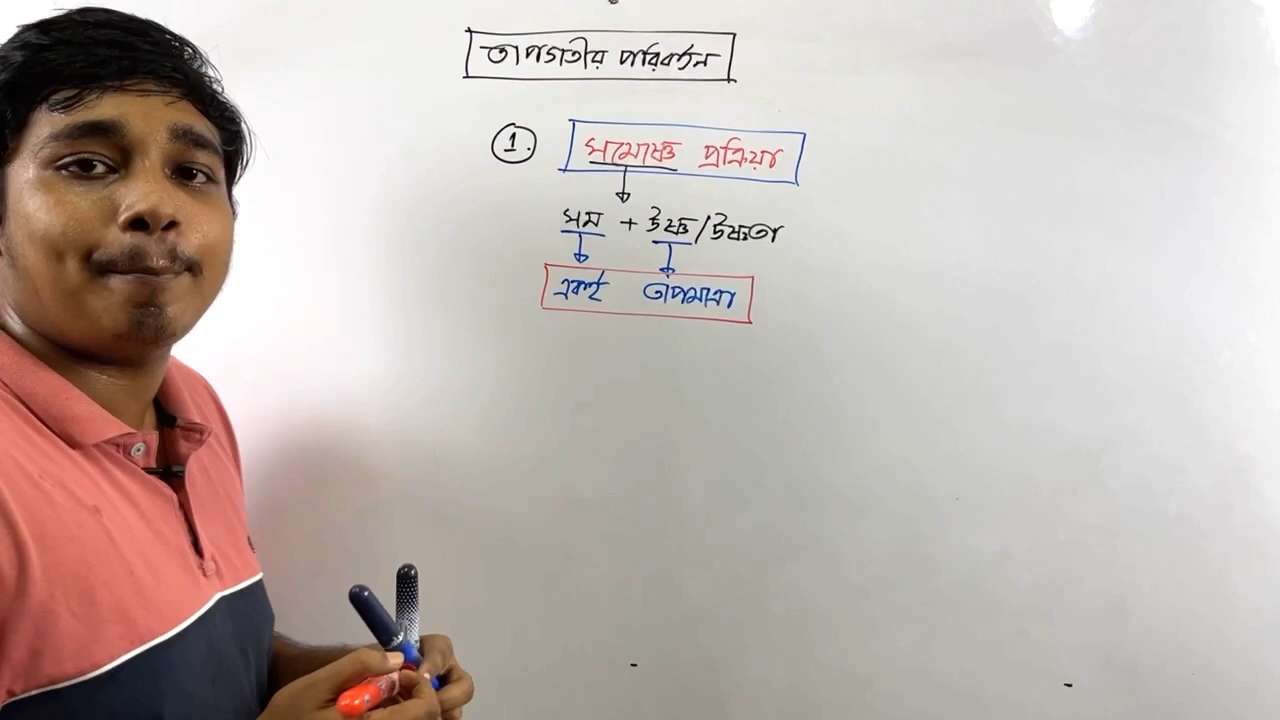 তাপগতীয় পরিবর্তন
1. সমোষ্ণ প্রক্রিয়া
সম + উষ্ণ/উষ্ণতা
একই তাপমাত্রা